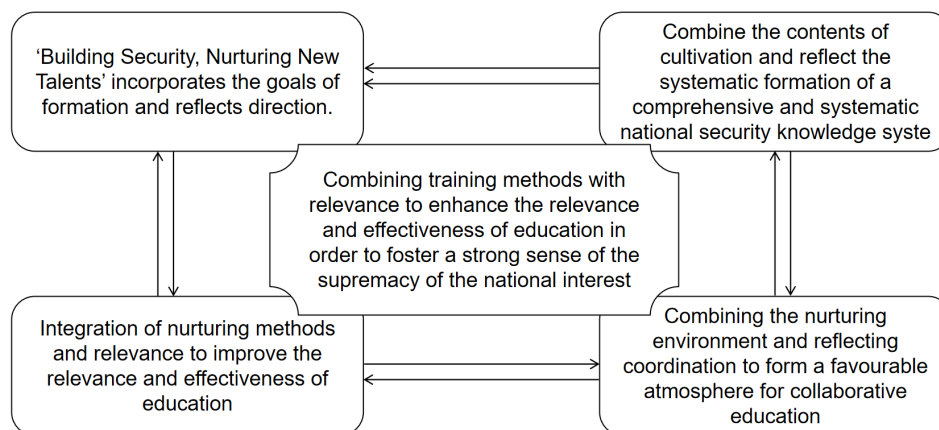 ‘Building Security, Nurturing New
Talents’ incorporates the goals of
formation and reflects direction.
Combine the contents of
cultivation and reflect the
systematic formation of a
comprehensive and systematic
national security knowledge syste
Combining training methods with
relevance to enhance the relevance
and effectiveness of education in
order to foster a strong sense of the
supremacy of the national interest
Integration of nurturing methods
and relevance to improve the
relevance and effectiveness of
education
Combining the nurturing
environment and reflecting
coordination to form a favourable
atmosphere for collaborative
education